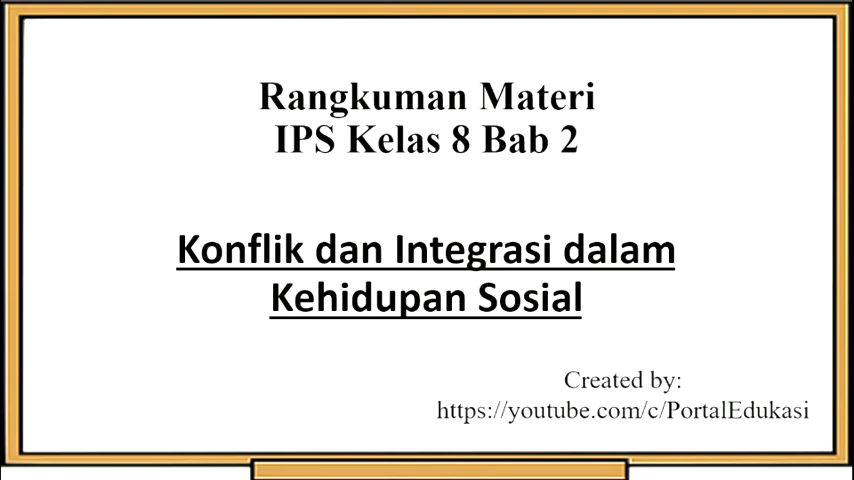 Rangkuman Materi
IPS Kelas 8 Bab 2
Konflik dan Integrasi dalam
Kehidupan Sosial
Created by:
https://youtube.com/c/PortalEdukasi